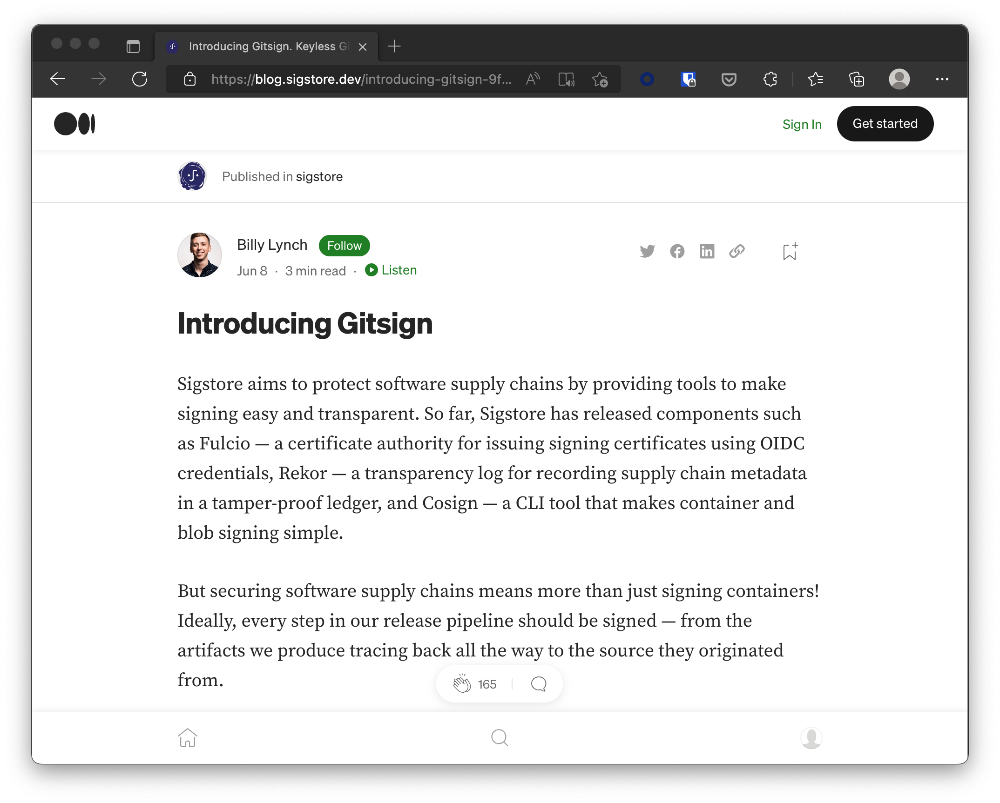 Introducing Gitsign. Keyless Gi
https://blog.sigstore.dev/introducing-gitsign-9f...
Sign In
Get started
Published in sigstore
Billy Lynch
Follow
Jun 8 · 3 min read · Listen
Introducing Gitsign
Sigstore aims to protect software supply chains by providing tools to make
signing easy and transparent. So far, Sigstore has released components such
as Fulcio — a certificate authority for issuing signing certificates using OIDC
credentials, Rekor — a transparency log for recording supply chain metadata
in a tamper-proof ledger, and Cosign — a CLI tool that makes container and
blob signing simple.
But securing software supply chains means more than just signing containers!
Ideally, every step in our release pipeline should be signed — from the
artifacts we produce tracing back all the way to the source they originated
from.
165